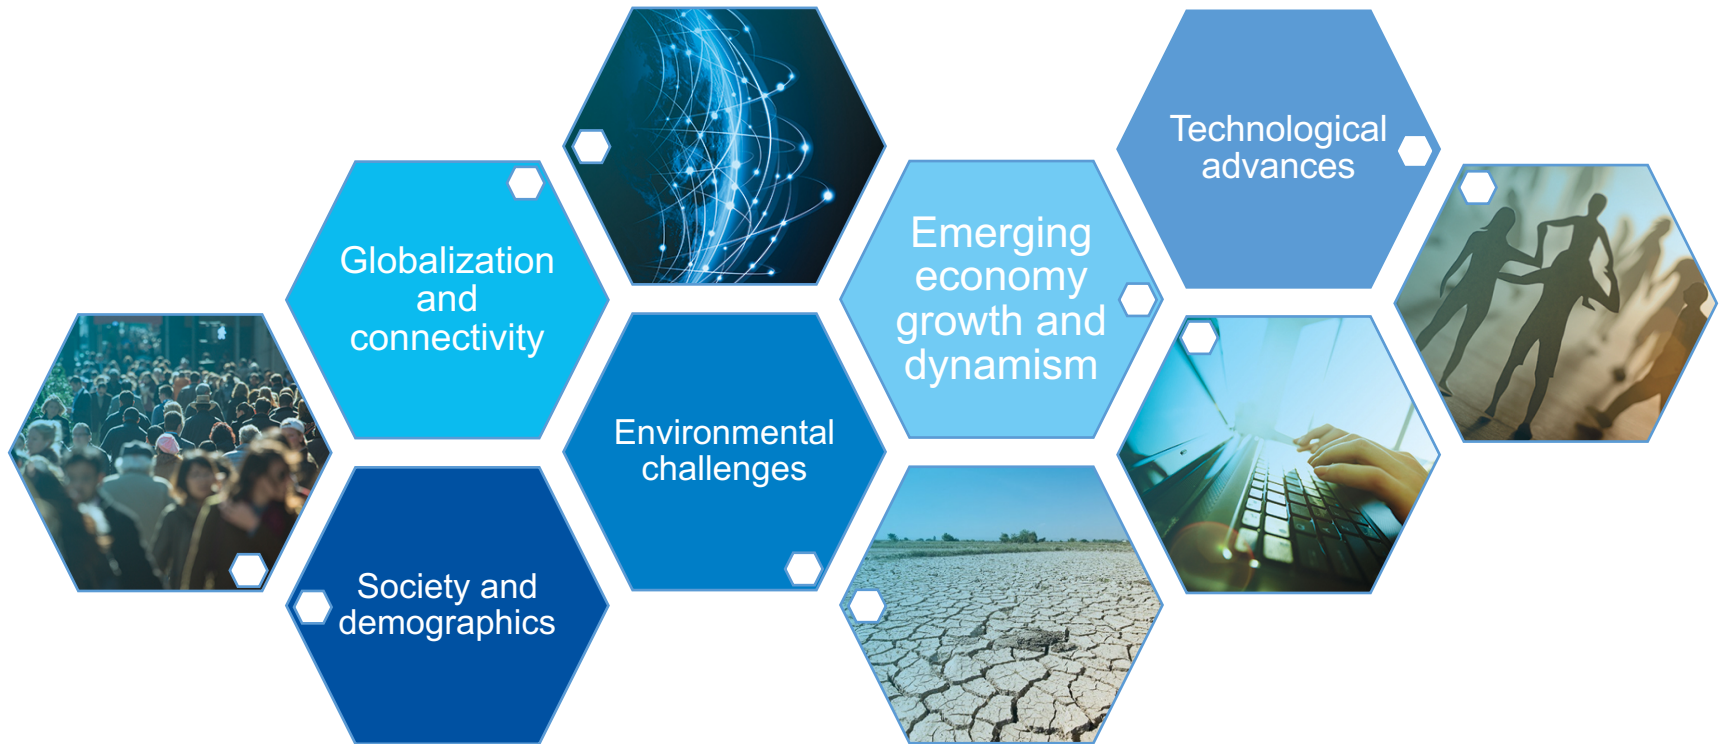 Globalization
and
connectivity
Society and
demographics
Environmental
challenges
Emerging
economy
growth and
dynamism
Technological
advances